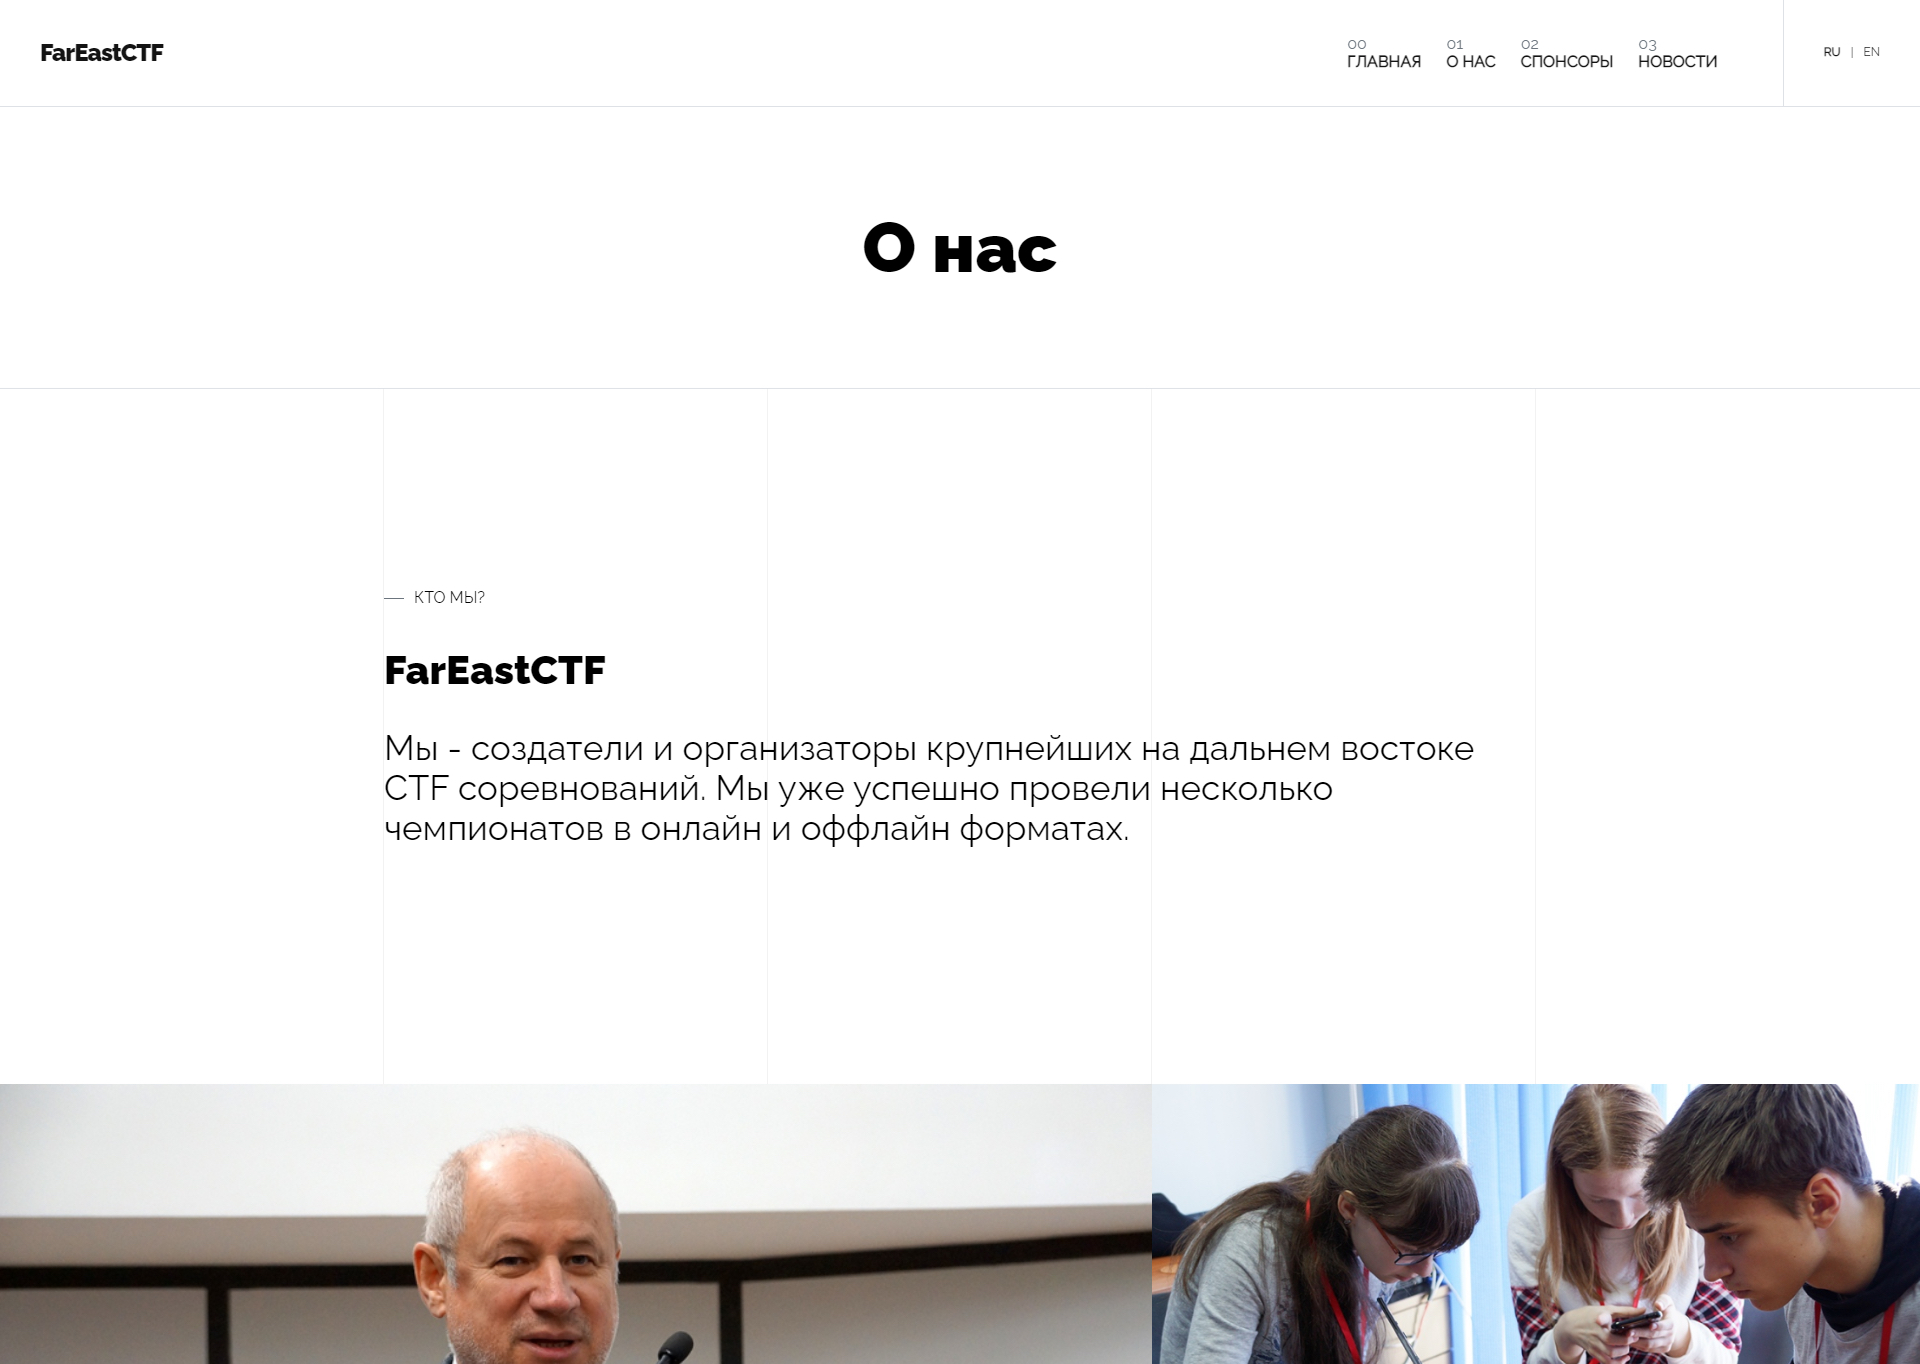 FarEastCTF
00 01 02 03
ГЛАВНАЯ О НАС СПОНСОРЫ НОВОСТИ
RU | EN
О нас
КТО МЫ?
FarEastCTF
Мы - создатели и организаторы крупнейших на дальнем востоке
CTF соревнований. Мы уже успешно провели несколько
чемпионатов в онлайн и оффлайн форматах.